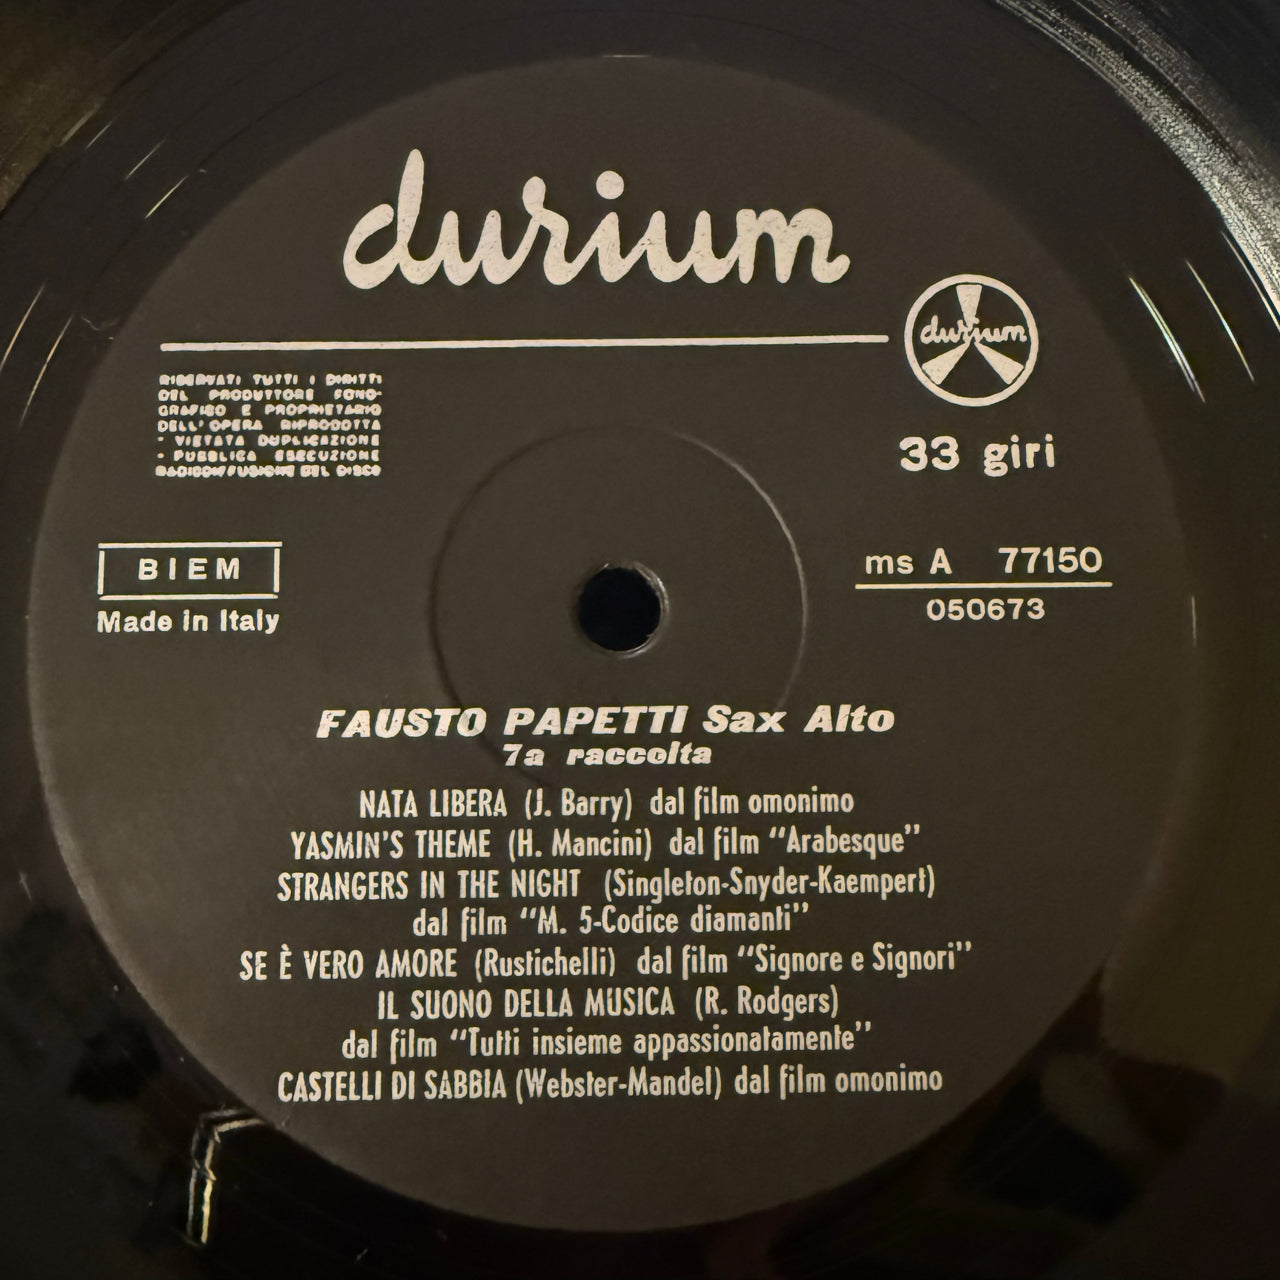 durium
durium
RISERVATI TUTTI I DIRITTI
DEL PRODUTTORE FONO-
GRAFICO E PROPRIETARIO
DELL'OPERA RIPRODOTTA
- VIETATA DUPLICAZIONE
- PUBBLICA ESECUZIONE
RADIODIFFUSIONE DEL DISCO
33 giri
BIEM
Made in Italy
ms A 77150
050673
FAUSTO PAPETTI Sax Alto
7a raccolta
NATA LIBERA (J. Barry) dal film omonimo
YASMIN'S THEME (H. Mancini) dal film "Arabesque"
STRANGERS IN THE NIGHT (Singleton-Snyder-Kaempert)
dal film "M. 5-Codice diamanti"
SE È VERO AMORE (Rustichelli) dal film "Signore e Signori"
IL SUONO DELLA MUSICA (R. Rodgers)
dal film "Tutti insieme appassionatamente"
CASTELLI DI SABBIA (Webster-Mandel) dal film omonimo